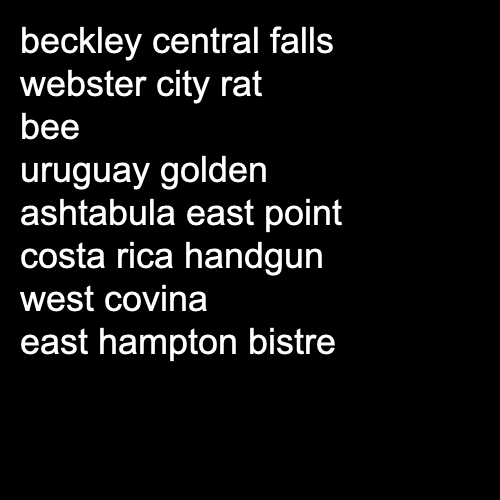 beckley central falls
webster city rat
bee
uruguay golden
ashtabula east point
costa rica handgun
west covina
east hampton bistre